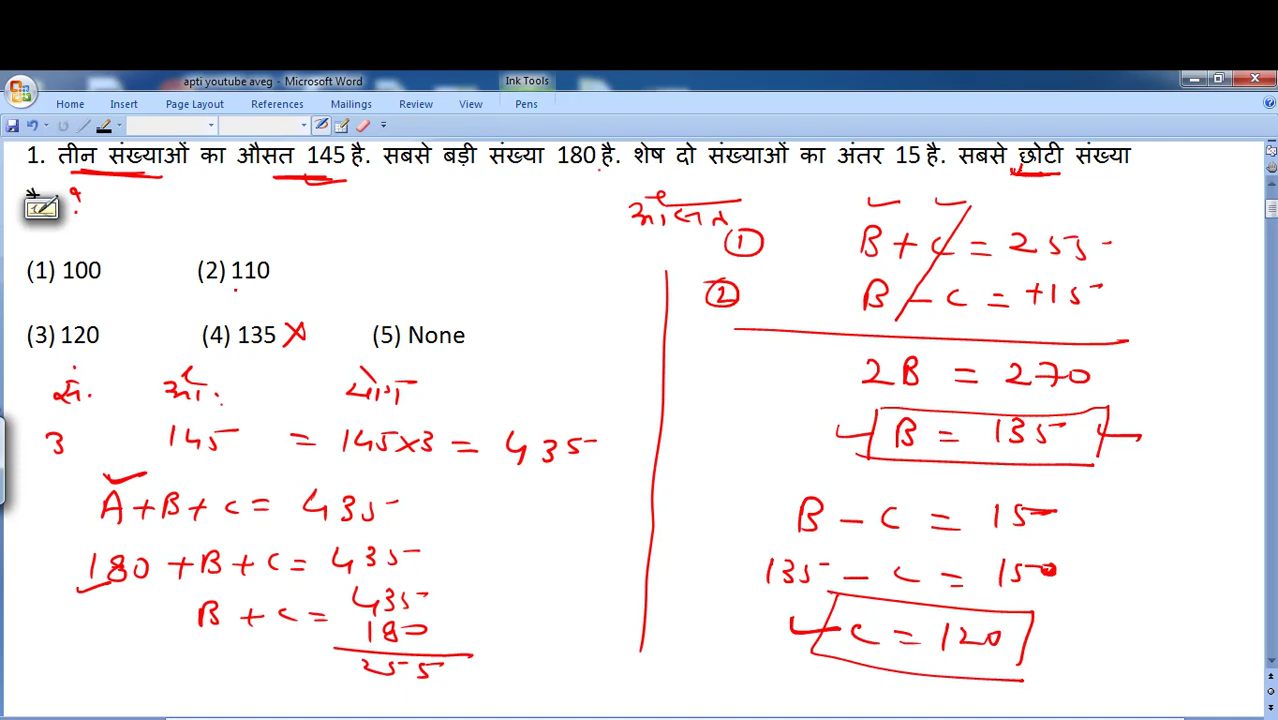 apti youtube aveg - Microsoft Word
Ink Tools
Home Insert Page Layout References Mailings Review View Pens
1. तीन संख्याओं का औसत 145 है. सबसे बड़ी संख्या 180 है. शेष दो संख्याओं का अंतर 15 है. सबसे छोटी संख्या
?
(1) 100 (2) 110
(3) 120 (4) 135 X (5) None
सं. औ. योग
3 145 = 145×3 = 435
A+B+C = 435
180 + B + C = 435
B + C = 435
180
255
औसत
① B + C = 255
② B - C = +15
2B = 270
B = 135
B - C = 15
135 - C = 15
C = 120